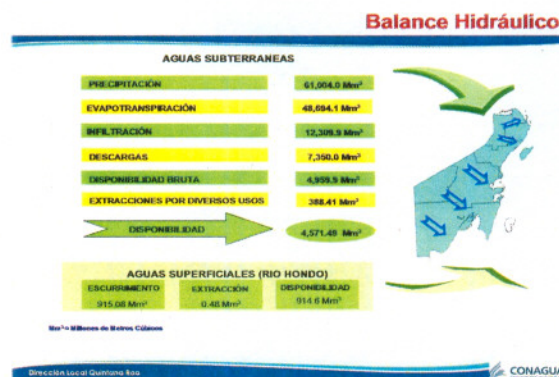 Balance Hidráulico
AGUAS SUBTERRANEAS
PRECIPITACIÓN 61,004.0 Mm³
EVAPOTRANSPIRACIÓN 48,694.1 Mm³
INFILTRACIÓN 12,309.9 Mm³
DESCARGAS 7,350.0 Mm³
DISPONIBILIDAD BRUTA 4,959.9 Mm³
EXTRACCIONES POR DIVERSOS USOS 388.41 Mm³
DISPONIBILIDAD 4,571.49 Mm³
AGUAS SUPERFICIALES (RIO HONDO)
ESCURRIMIENTO EXTRACCIÓN DISPONIBILIDAD
915.08 Mm³ 0.48 Mm³ 914.6 Mm³
Mm³= Millones de Metros Cúbicos
Dirección Local Quintana Roo
CONAGUA